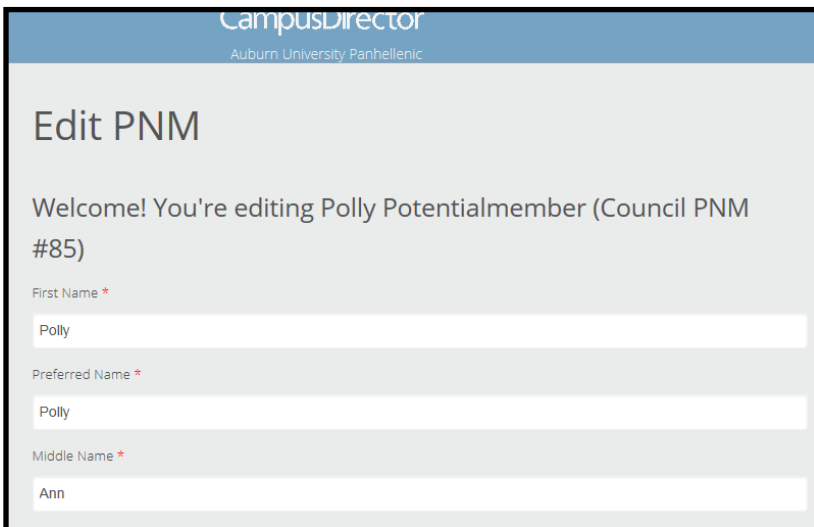 CampusDirector
Auburn University Panhellenic
Edit PNM
Welcome! You're editing Polly Potentialmember (Council PNM
#85)
First Name *
Polly
Preferred Name *
Polly
Middle Name *
Ann